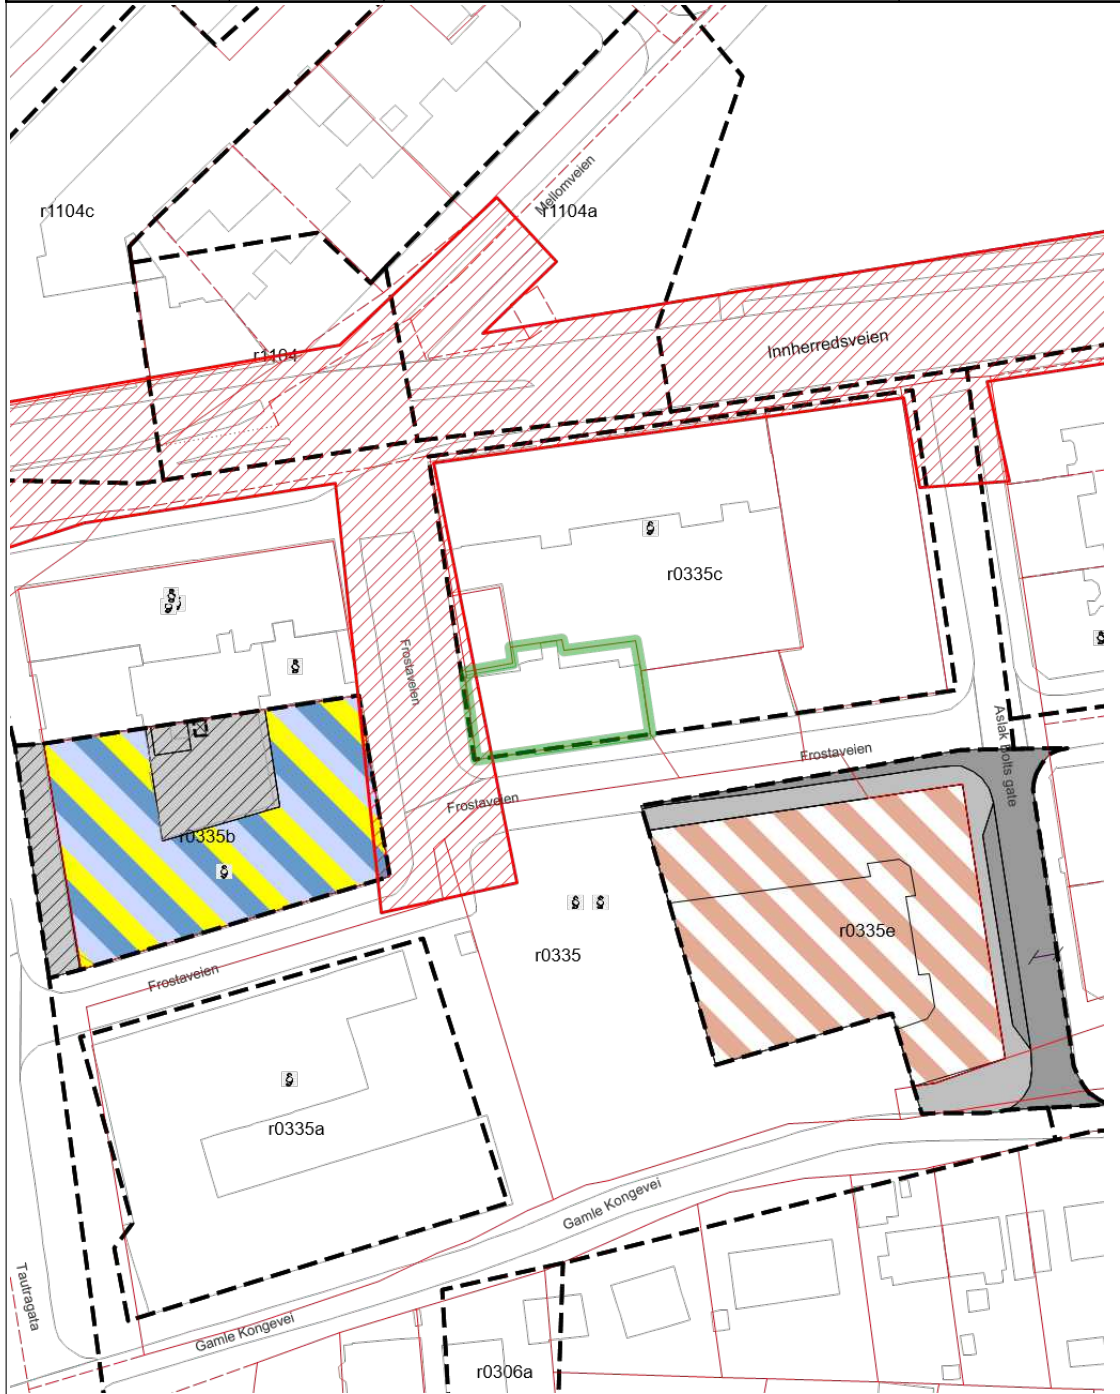 Mellomveien
r1104c
r1104a
Innherredsveien
r1104
r0335c
Frostaveien
Aslak Bolts gate
Frostaveien
Frostaveien
r0335b
r0335e
r0335
Frostaveien
r0335a
Gamle Kongevei
Tautragata
Gamle Kongevei
r0306a